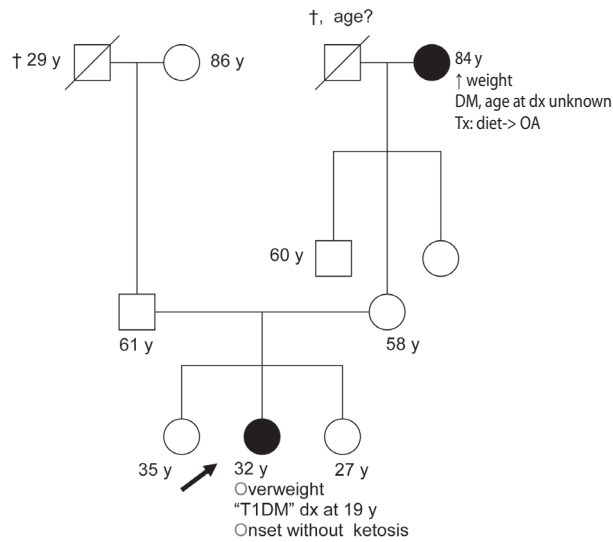 †, age?
† 29 y
86 y
84 y
↑ weight
DM, age at dx unknown
Tx: diet-> OA
60 y
61 y
58 y
35 y
32 y
27 y
Overweight
“T1DM” dx at 19 y
Onset without ketosis